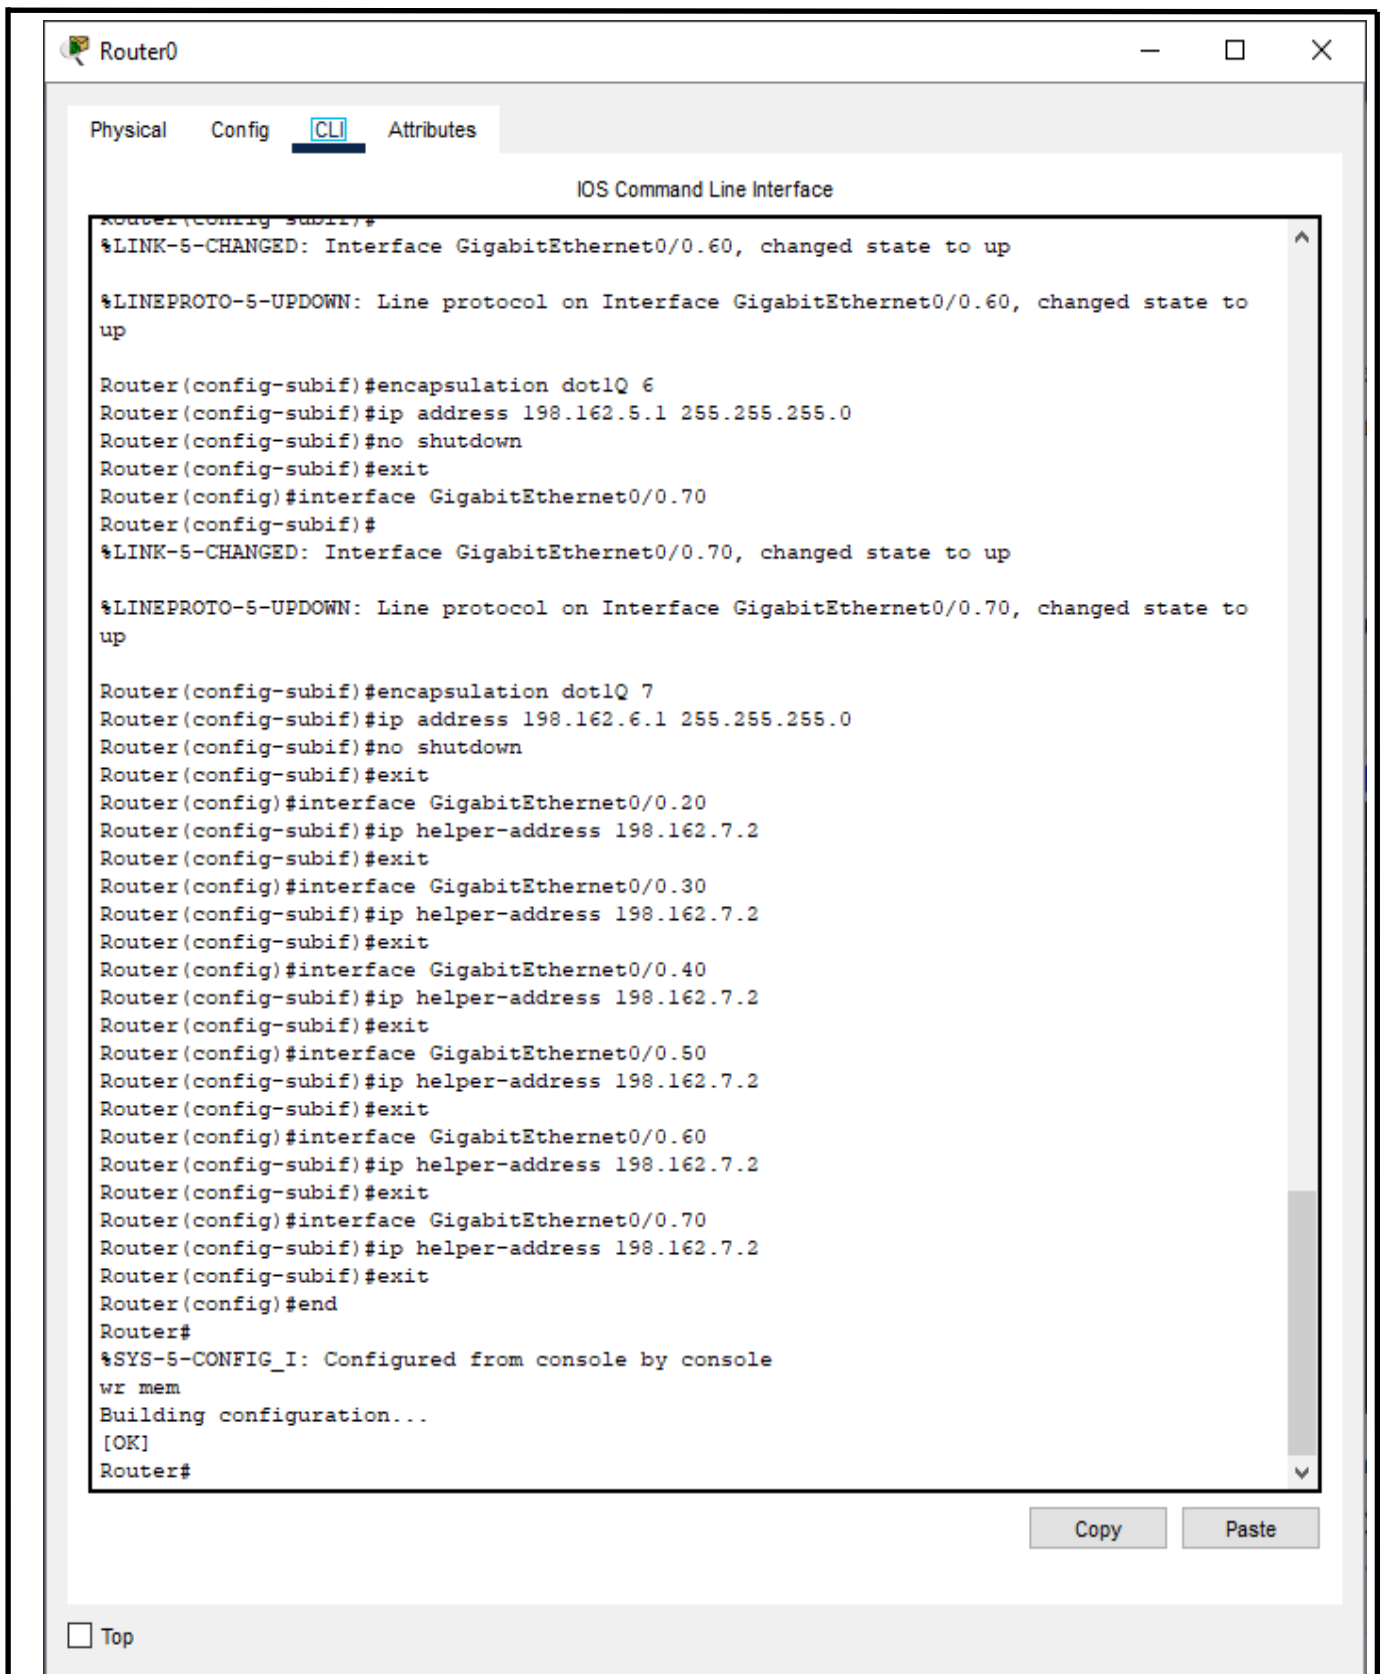 Router0
Physical Config CLI Attributes
IOS Command Line Interface
Router(config-subif)#
%LINK-5-CHANGED: Interface GigabitEthernet0/0.60, changed state to up
%LINEPROTO-5-UPDOWN: Line protocol on Interface GigabitEthernet0/0.60, changed state to
up
Router(config-subif)#encapsulation dot1Q 6
Router(config-subif)#ip address 198.162.5.1 255.255.255.0
Router(config-subif)#no shutdown
Router(config-subif)#exit
Router(config)#interface GigabitEthernet0/0.70
Router(config-subif)#
%LINK-5-CHANGED: Interface GigabitEthernet0/0.70, changed state to up
%LINEPROTO-5-UPDOWN: Line protocol on Interface GigabitEthernet0/0.70, changed state to
up
Router(config-subif)#encapsulation dot1Q 7
Router(config-subif)#ip address 198.162.6.1 255.255.255.0
Router(config-subif)#no shutdown
Router(config-subif)#exit
Router(config)#interface GigabitEthernet0/0.20
Router(config-subif)#ip helper-address 198.162.7.2
Router(config-subif)#exit
Router(config)#interface GigabitEthernet0/0.30
Router(config-subif)#ip helper-address 198.162.7.2
Router(config-subif)#exit
Router(config)#interface GigabitEthernet0/0.40
Router(config-subif)#ip helper-address 198.162.7.2
Router(config-subif)#exit
Router(config)#interface GigabitEthernet0/0.50
Router(config-subif)#ip helper-address 198.162.7.2
Router(config-subif)#exit
Router(config)#interface GigabitEthernet0/0.60
Router(config-subif)#ip helper-address 198.162.7.2
Router(config-subif)#exit
Router(config)#interface GigabitEthernet0/0.70
Router(config-subif)#ip helper-address 198.162.7.2
Router(config-subif)#exit
Router(config)#end
Router#
%SYS-5-CONFIG_I: Configured from console by console
wr mem
Building configuration...
[OK]
Router#
Copy Paste
Top